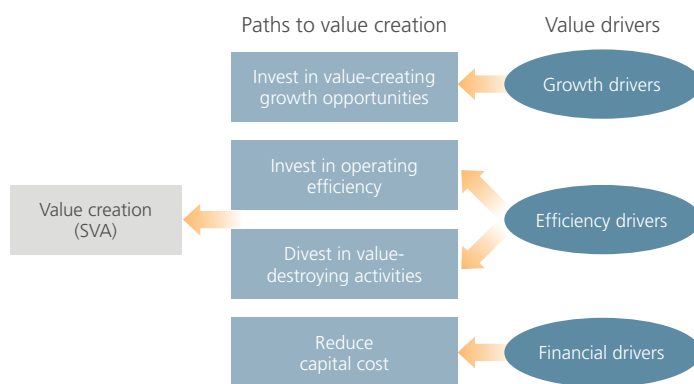 Paths to value creation
Value drivers
Invest in value-creating
growth opportunities
Growth drivers
Invest in operating
efficiency
Value creation
(SVA)
Efficiency drivers
Divest in value-
destroying activities
Reduce
capital cost
Financial drivers